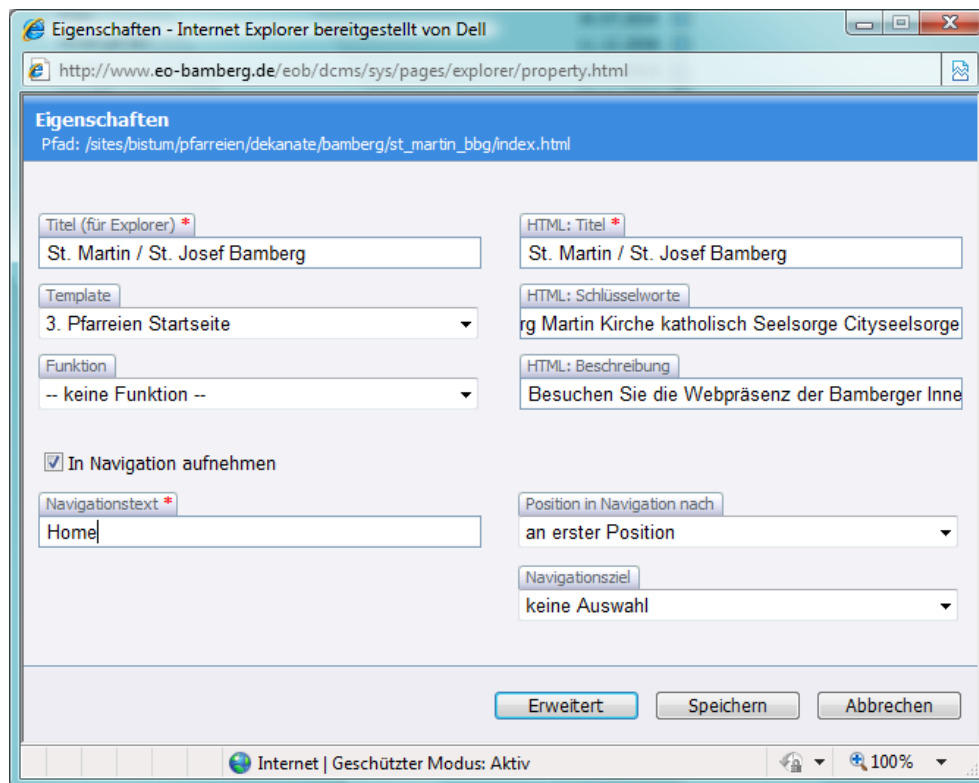 Eigenschaften - Internet Explorer bereitgestellt von Dell
http://www.eo-bamberg.de/eob/dcms/sys/pages/explorer/property.html
Eigenschaften
Pfad: /sites/bistum/pfarreien/dekanate/bamberg/st_martin_bbg/index.html
Titel (für Explorer) * HTML: Titel *
St. Martin / St. Josef Bamberg St. Martin / St. Josef Bamberg
Template HTML: Schlüsselworte
3. Pfarreien Startseite rg Martin Kirche katholisch Seelsorge Cityseelsorge
Funktion HTML: Beschreibung
-- keine Funktion -- Besuchen Sie die Webpräsenz der Bamberger Inne
In Navigation aufnehmen
Navigationstext * Position in Navigation nach
Home an erster Position
Navigationsziel
keine Auswahl
Erweitert Speichern Abbrechen
Internet | Geschützter Modus: Aktiv 100%